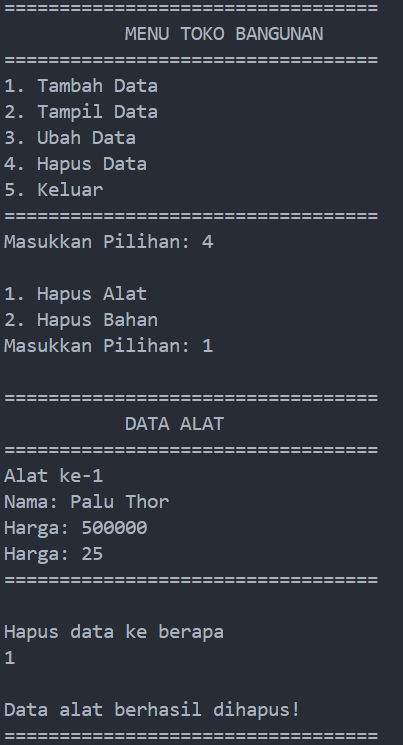 ==================================
MENU TOKO BANGUNAN
==================================
1. Tambah Data
2. Tampil Data
3. Ubah Data
4. Hapus Data
5. Keluar
==================================
Masukkan Pilihan: 4
1. Hapus Alat
2. Hapus Bahan
Masukkan Pilihan: 1
==================================
DATA ALAT
==================================
Alat ke-1
Nama: Palu Thor
Harga: 500000
Harga: 25
==================================
Hapus data ke berapa
1
Data alat berhasil dihapus!
==================================